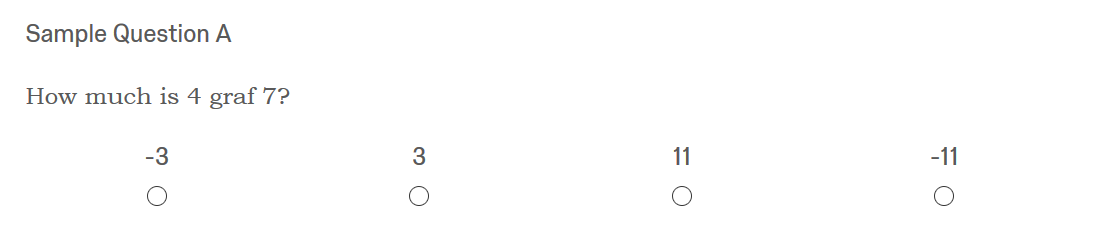 Sample Question A
How much is 4 graf 7?
-3 3 11 -11